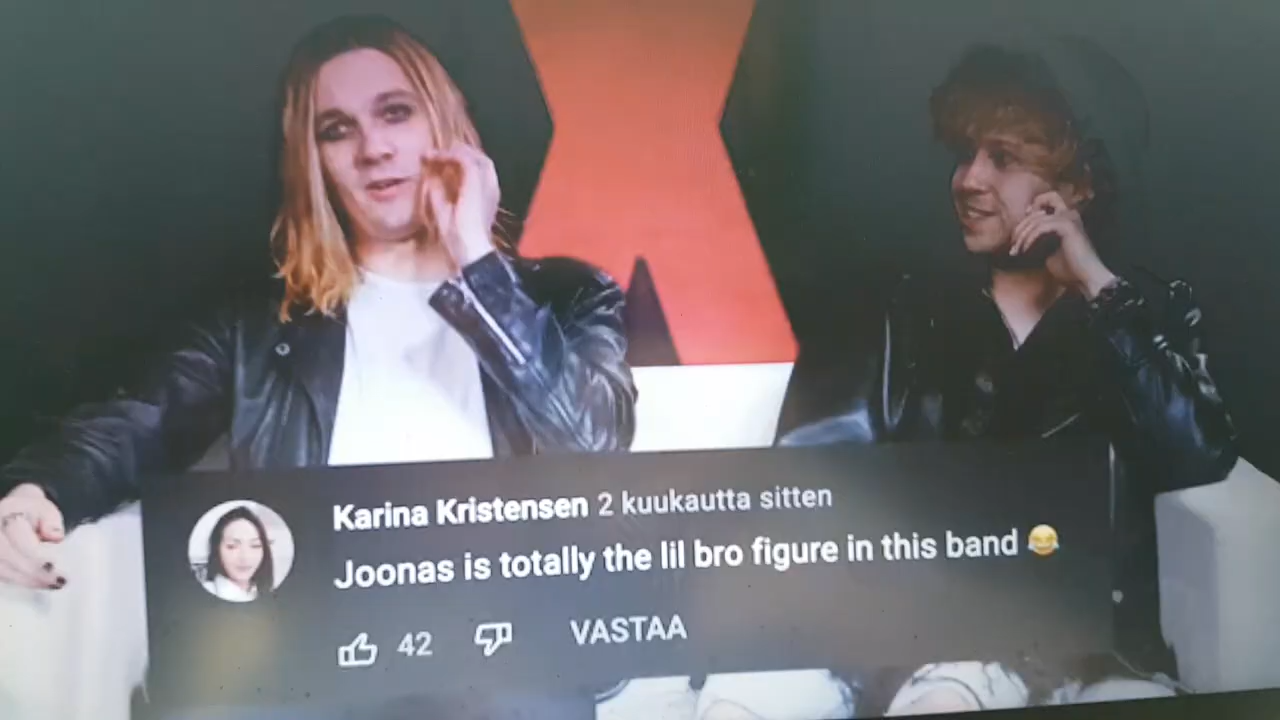 Karina Kristensen 2 kuukautta sitten
Joonas is totally the lil bro figure in this band 😂
42 VASTAA